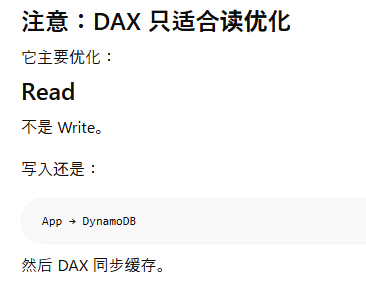 注意：DAX 只适合读优化
它主要优化：
Read
不是 Write。
写入还是：
App → DynamoDB
然后 DAX 同步缓存。